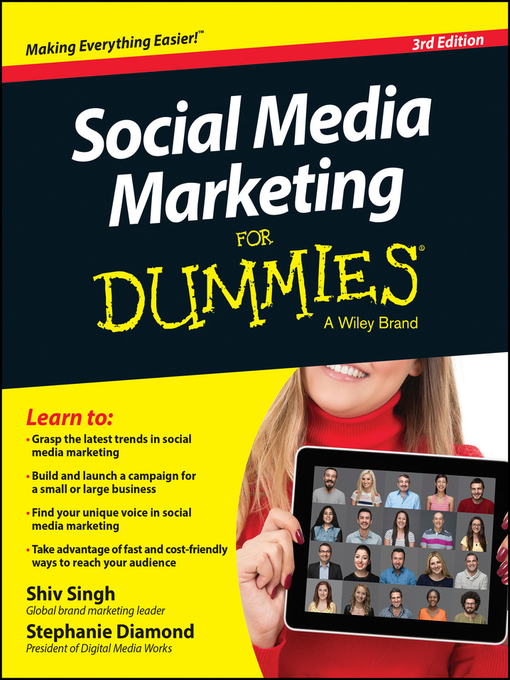 Making Everything Easier!™
3rd Edition
Social Media
Marketing
FOR
DUMMIES®
A Wiley Brand
Learn to:
• Grasp the latest trends in social
media marketing
• Build and launch a campaign for
a small or large business
• Find your unique voice in social
media marketing
• Take advantage of fast and cost-friendly
ways to reach your audience
Shiv Singh
Global brand marketing leader
Stephanie Diamond
President of Digital Media Works